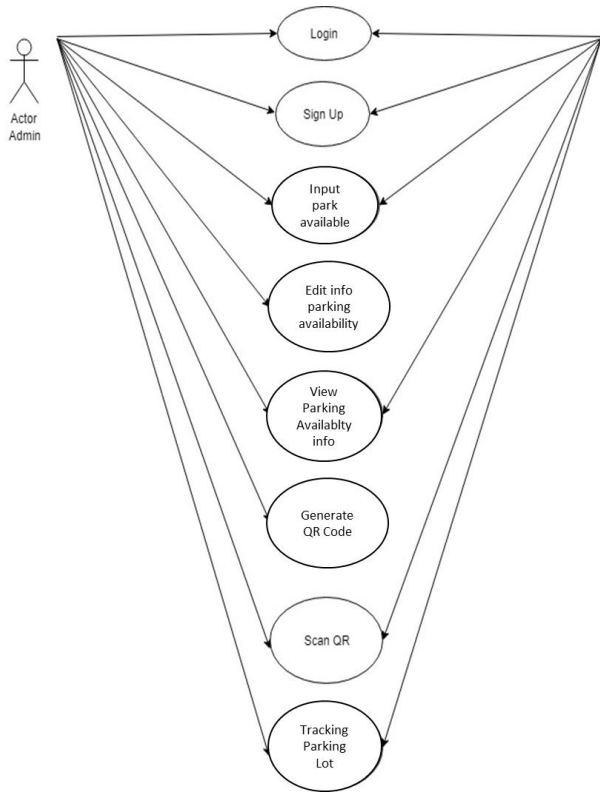 Login
Actor
Admin
Sign Up
Input
park
available
Edit info
parking
availability
View
Parking
Availablty
info
Generate
QR Code
Scan QR
Tracking
Parking
Lot